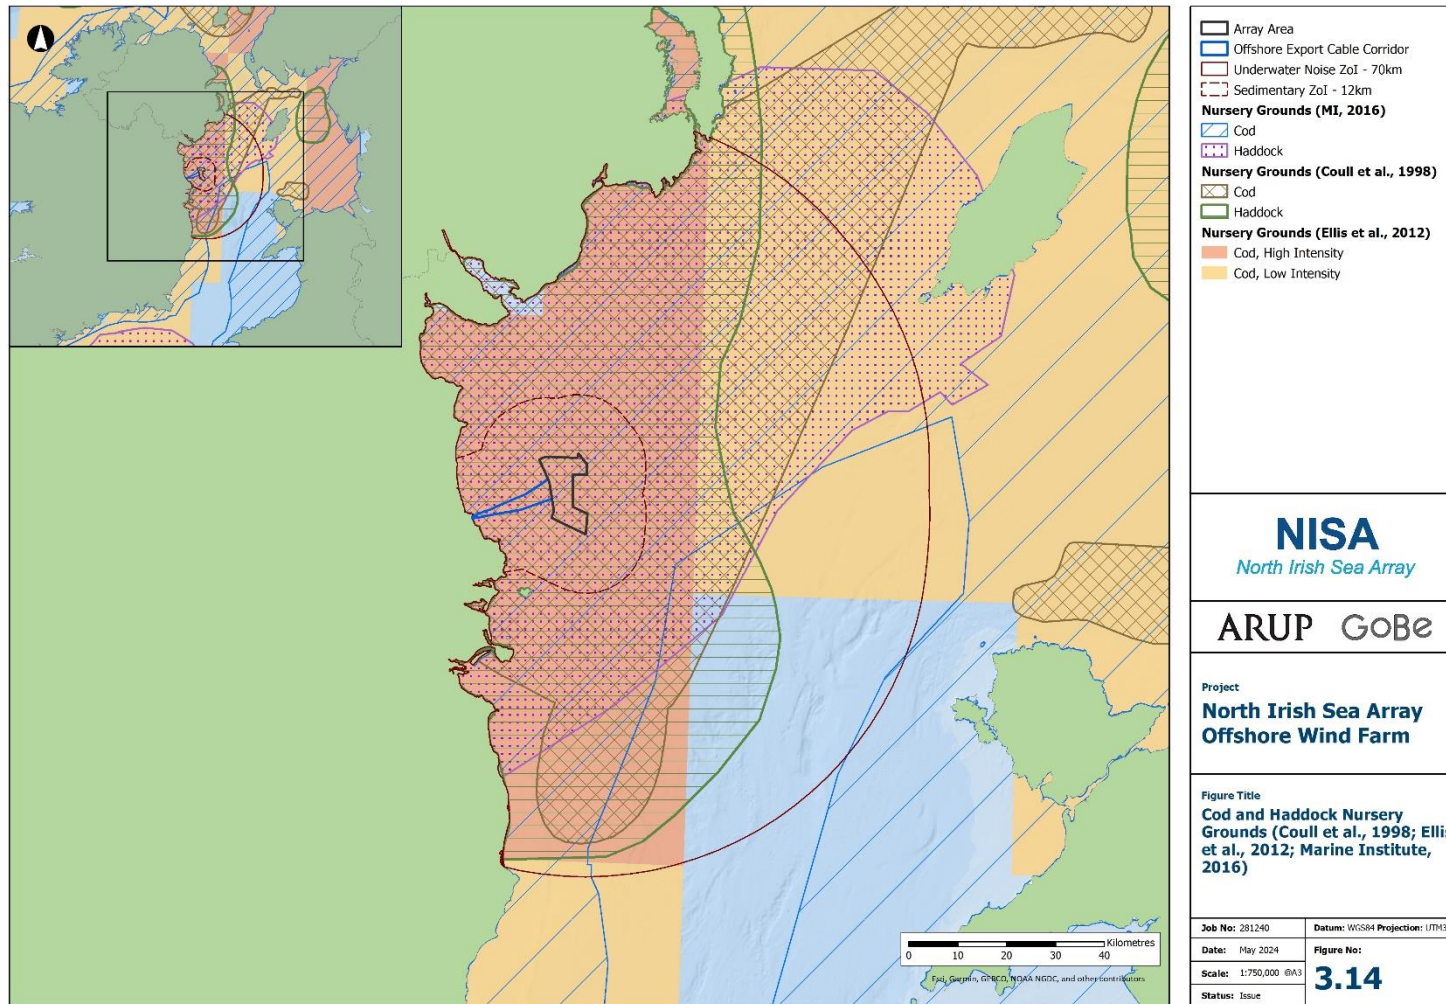 Array Area
Offshore Export Cable Corridor
Underwater Noise ZoI - 70km
Sedimentary ZoI - 12km
Nursery Grounds (MI, 2016)
Cod
Haddock
Nursery Grounds (Coull et al., 1998)
Cod
Haddock
Nursery Grounds (Ellis et al., 2012)
Cod, High Intensity
Cod, Low Intensity
NISA
North Irish Sea Array
ARUP GoBe
Project
North Irish Sea Array
Offshore Wind Farm
Figure Title
Cod and Haddock Nursery
Grounds (Coull et al., 1998; Ellis
et al., 2012; Marine Institute,
2016)
Job No: 281240 Datum: WGS84 Projection: UTM3
Date: May 2024 Figure No:
Scale: 1:750,000 @A3 3.14
Status: Issue
Kilometres
0 10 20 30 40
Esri, Garmin, GEBCO, NOAA NGDC, and other contributors